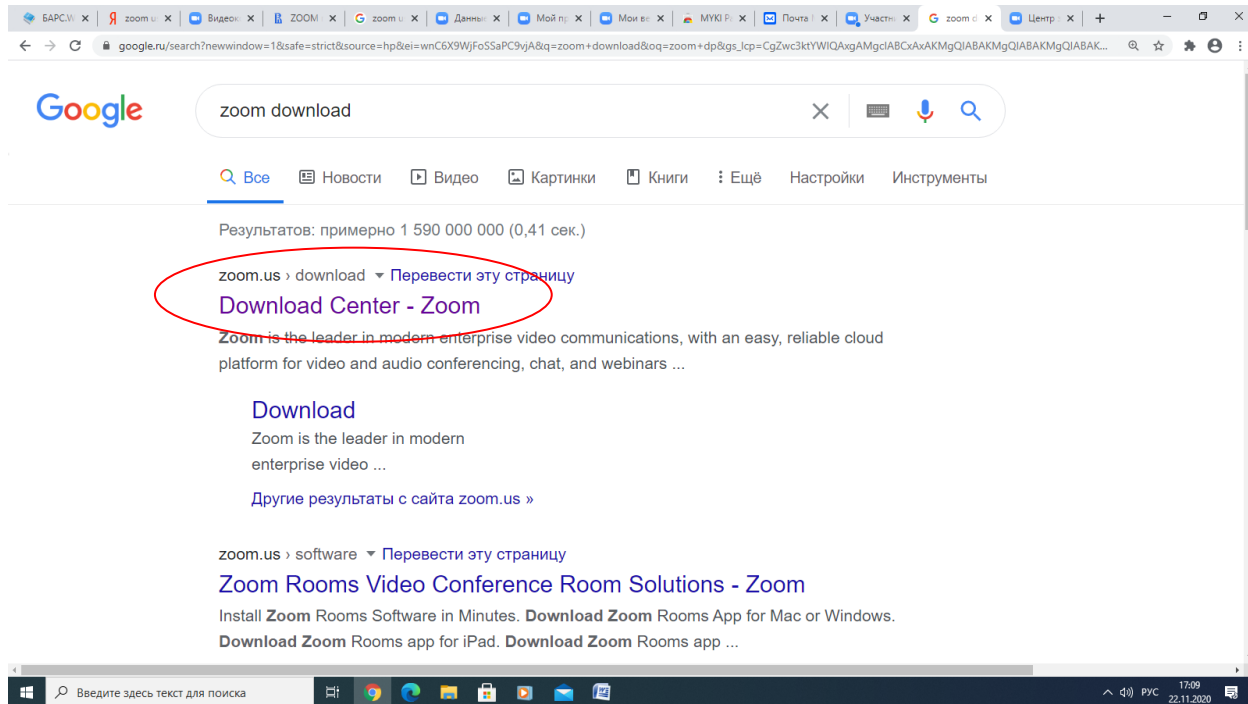 БАРС.W
zoom u
Видеок
ZOOM
zoom u
Данные
Мой пр
Мои ве
MYKI Pa
Почта
Участн
zoom d
Центр з
google.ru/search?newwindow=1&safe=strict&source=hp&ei=wnC6X9WjFoSSaPC9vjA&q=zoom+download&oq=zoom+dp&gs_lcp=CgZwc3ktYWIQAxgAMgcIABCxAxAKMgQIABAKMgQIABAKMgQIABAK...
Google
zoom download
Все Новости Видео Картинки Книги Ещё Настройки Инструменты
Результатов: примерно 1 590 000 000 (0,41 сек.)
zoom.us › download Перевести эту страницу
Download Center - Zoom
Zoom is the leader in modern enterprise video communications, with an easy, reliable cloud
platform for video and audio conferencing, chat, and webinars ...
Download
Zoom is the leader in modern
enterprise video ...
Другие результаты с сайта zoom.us »
zoom.us › software Перевести эту страницу
Zoom Rooms Video Conference Room Solutions - Zoom
Install Zoom Rooms Software in Minutes. Download Zoom Rooms App for Mac or Windows.
Download Zoom Rooms app for iPad. Download Zoom Rooms app ...
Введите здесь текст для поиска
РУС
17:09
22.11.2020